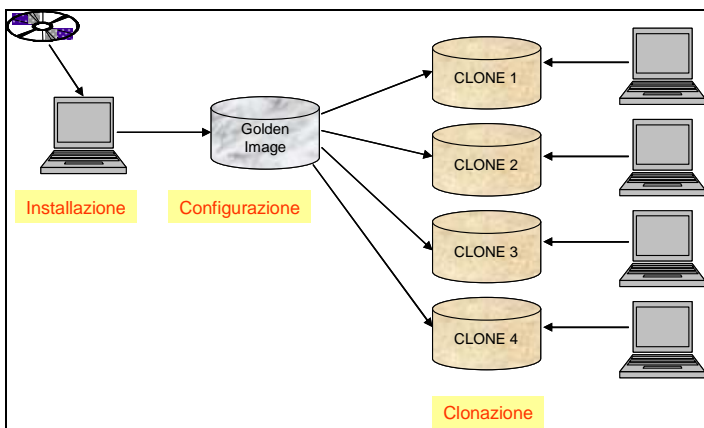 CLONE 1
Golden
Image
CLONE 2
Installazione
Configurazione
CLONE 3
CLONE 4
Clonazione